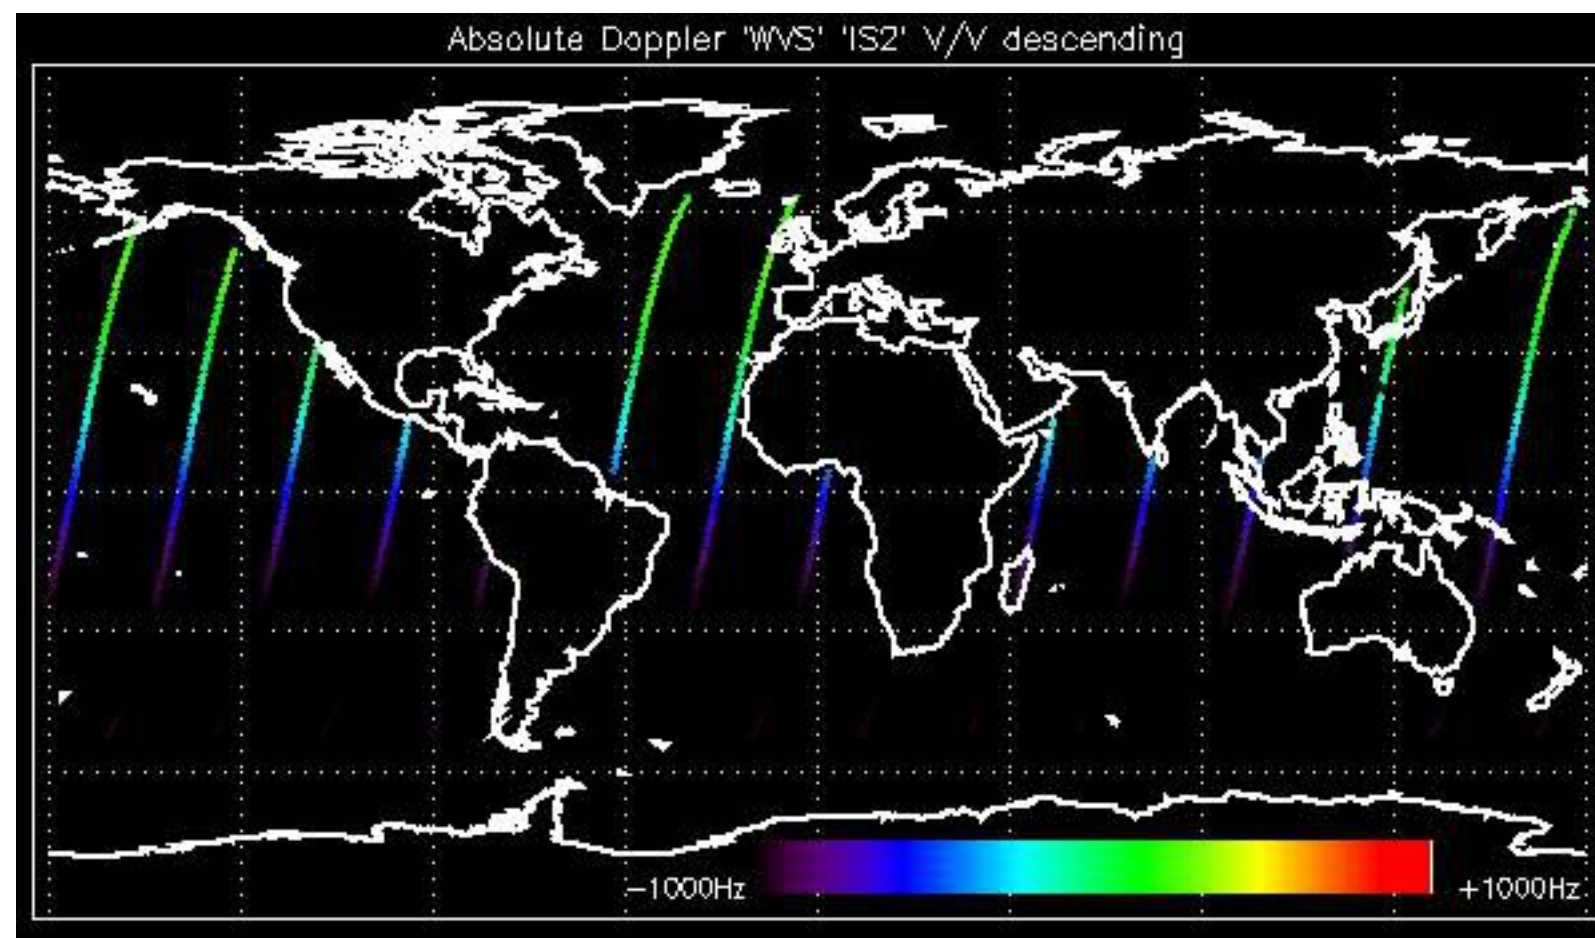 Absolute Doppler 'WVS' 'IS2' V/V descending
−1000Hz
+1000Hz